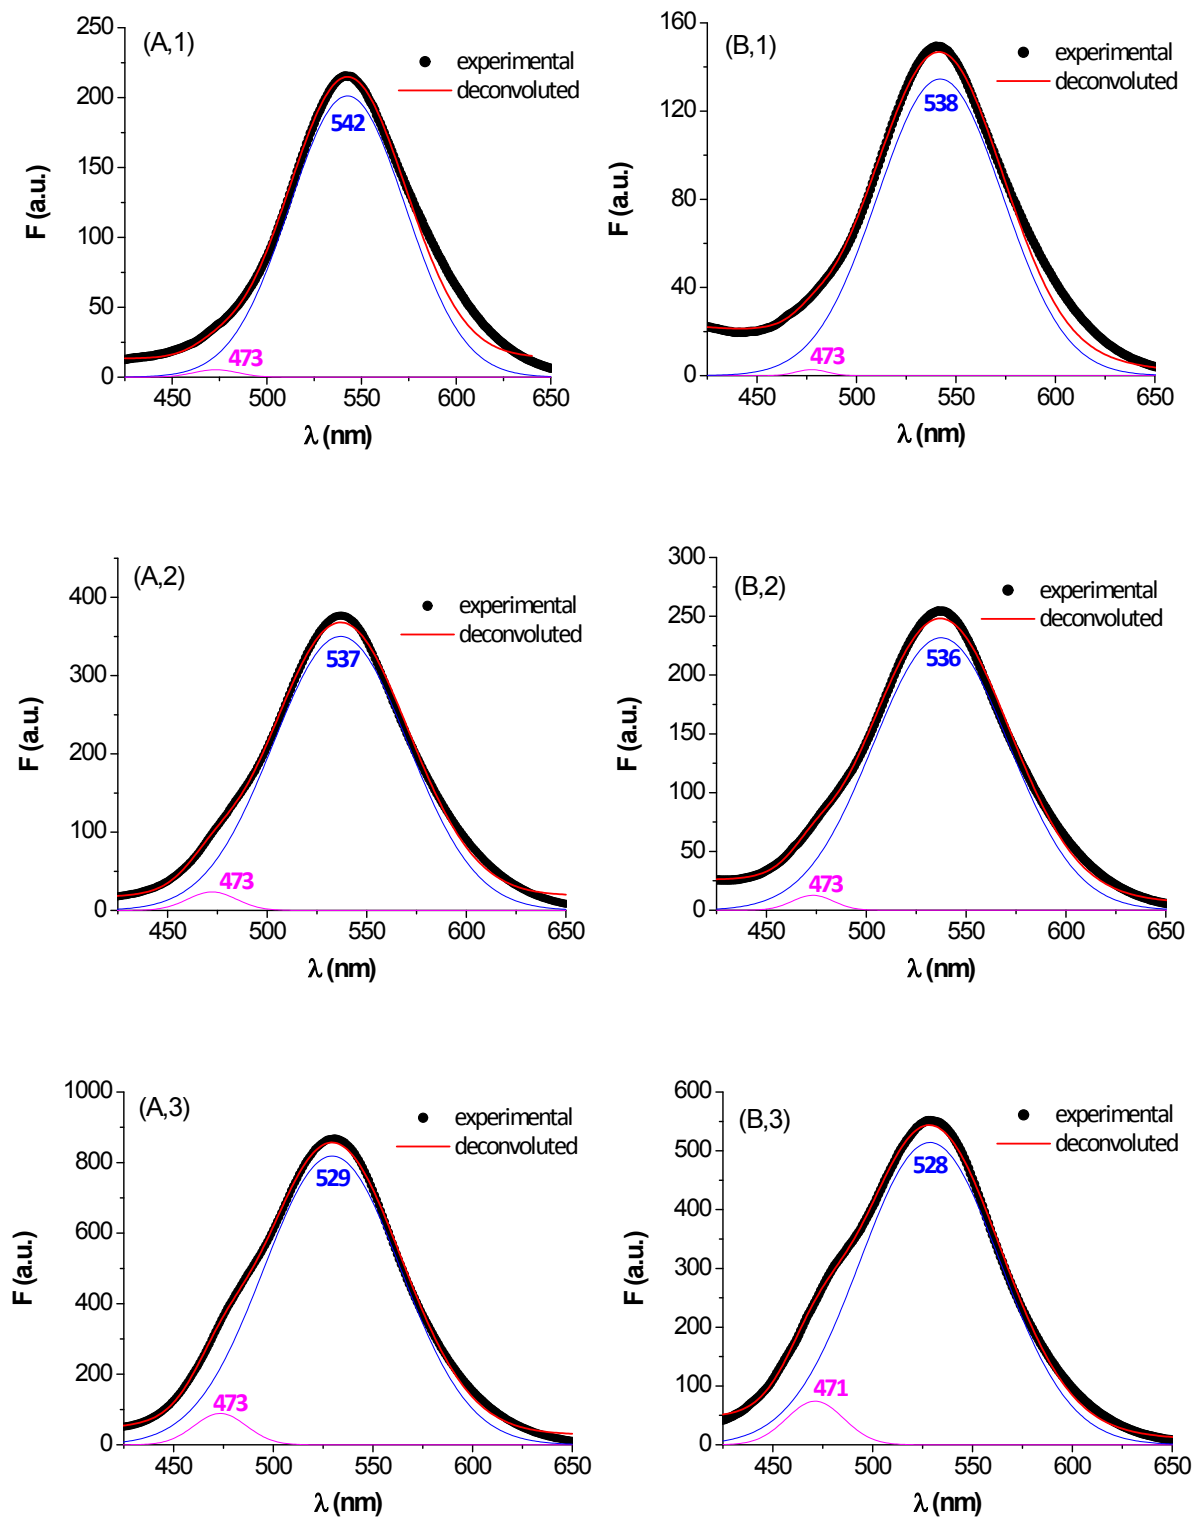 (A,1)
experimental
deconvoluted
542
473
250
200
150
100
50
0
450 500 550 600 650
F (a.u.)
λ (nm)
(B,1)
experimental
deconvoluted
538
473
160
120
80
40
0
450 500 550 600 650
F (a.u.)
λ (nm)
(A,2)
experimental
deconvoluted
537
473
400
300
200
100
0
450 500 550 600 650
F (a.u.)
λ (nm)
(B,2)
experimental
deconvoluted
536
473
300
250
200
150
100
50
0
450 500 550 600 650
F (a.u.)
λ (nm)
(A,3)
experimental
deconvoluted
529
473
1000
800
600
400
200
0
450 500 550 600 650
F (a.u.)
λ (nm)
(B,3)
experimental
deconvoluted
528
471
600
500
400
300
200
100
0
450 500 550 600 650
F (a.u.)
λ (nm)